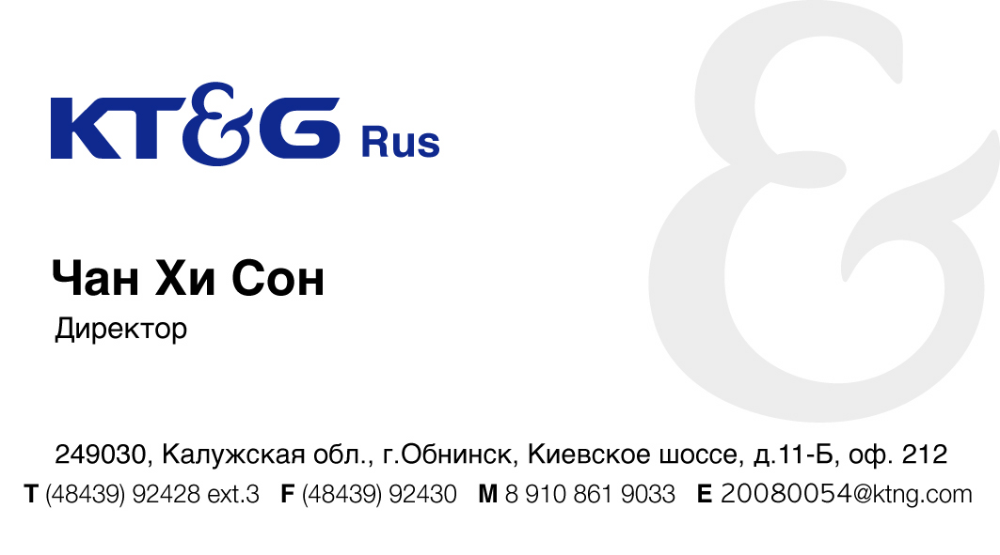 KT&G Rus
Чан Хи Сон
Директор
249030, Калужская обл., г.Обнинск, Киевское шоссе, д.11-Б, оф. 212
T (48439) 92428 ext.3 F (48439) 92430 M 8 910 861 9033 E 20080054@ktng.com
&